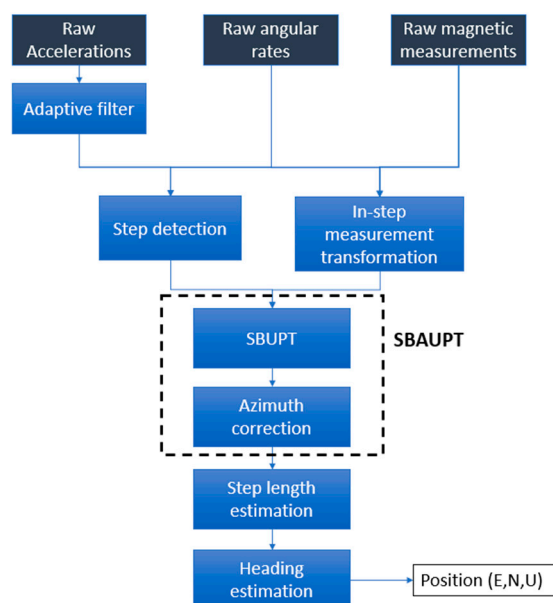 Raw
Accelerations
Raw angular
rates
Raw magnetic
measurements
Adaptive filter
Step detection
In-step
measurement
transformation
SBUPT
SBAUPT
Azimuth
correction
Step length
estimation
Heading
estimation
Position (E,N,U)